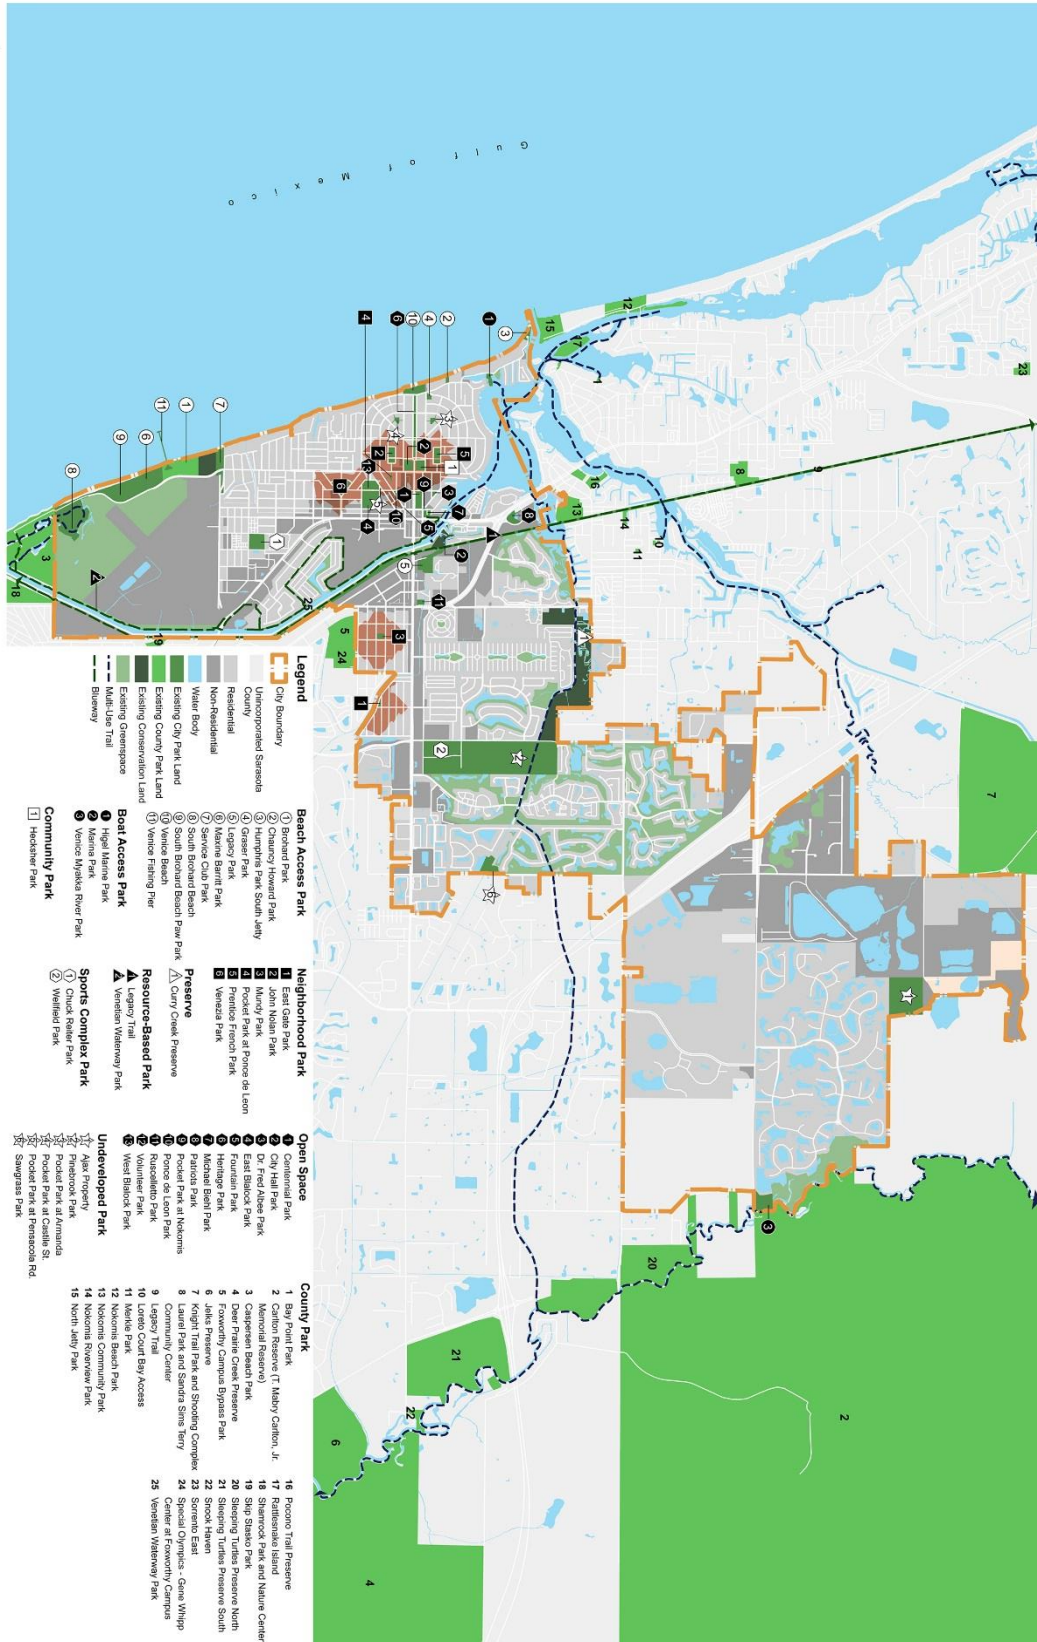 Gulf of Mexico
Legend
City Boundary
Unincorporated Sarasota
County
Residential
Non-Residential
Water Body
Existing City Park Land
Existing County Park Land
Existing Conservation Land
Existing Greenspace
Multi-Use Trail
Blueway
Beach Access Park
1 Brohard Park
2 Chauncy Howard Park
3 Humphris Park South Jetty
4 Graser Park
5 Legacy Park
6 Maxine Barritt Park
7 Service Club Park
8 South Brohard Beach
9 South Brohard Beach Paw Park
10 Venice Beach
11 Venice Fishing Pier
Boat Access Park
1 Higel Marine Park
2 Marina Park
3 Venice Myakka River Park
Community Park
1 Hecksher Park
Neighborhood Park
1 East Gate Park
2 John Nolan Park
3 Mundy Park
4 Pocket Park at Ponce de Leon
5 Prentice French Park
6 Venezia Park
Preserve
1 Curry Creek Preserve
Resource-Based Park
1 Legacy Trail
2 Venetian Waterway Park
Sports Complex Park
1 Chuck Reiter Park
2 Wellfield Park
Open Space
1 Centennial Park
2 City Hall Park
3 Dr. Fred Albee Park
4 East Blalock Park
5 Fountain Park
6 Heritage Park
7 Michael Biehl Park
8 Patriots Park
9 Pocket Park at Nokomis
10 Ponce de Leon Park
11 Ruscelletto Park
12 Volunteer Park
13 West Blalock Park
Undeveloped Park
1 Ajax Property
2 Pinebrook Park
3 Pocket Park at Armanda
4 Pocket Park at Castile St.
5 Pocket Park at Pensacola Rd.
6 Sawgrass Park
County Park
1 Bay Point Park
2 Carlton Reserve (T. Mabry Carlton, Jr.
Memorial Reserve)
3 Caspersen Beach Park
4 Deer Prairie Creek Preserve
5 Foxworthy Campus Bypass Park
6 Jelks Preserve
7 Knight Trail Park and Shooting Complex
8 Laurel Park and Sandra Sims Terry
Community Center
9 Legacy Trail
10 Loreto Court Bay Access
11 Merkle Park
12 Nokomis Beach Park
13 Nokomis Community Park
14 Nokomis Riverview Park
15 North Jetty Park
16 Pocono Trail Preserve
17 Rattlesnake Island
18 Shamrock Park and Nature Center
19 Skip Stasko Park
20 Sleeping Turtles Preserve North
21 Sleeping Turtles Preserve South
22 Snook Haven
23 Sorrento East
24 Special Olympics - Gene Whipp
Center at Foxworthy Campus
25 Venetian Waterway Park